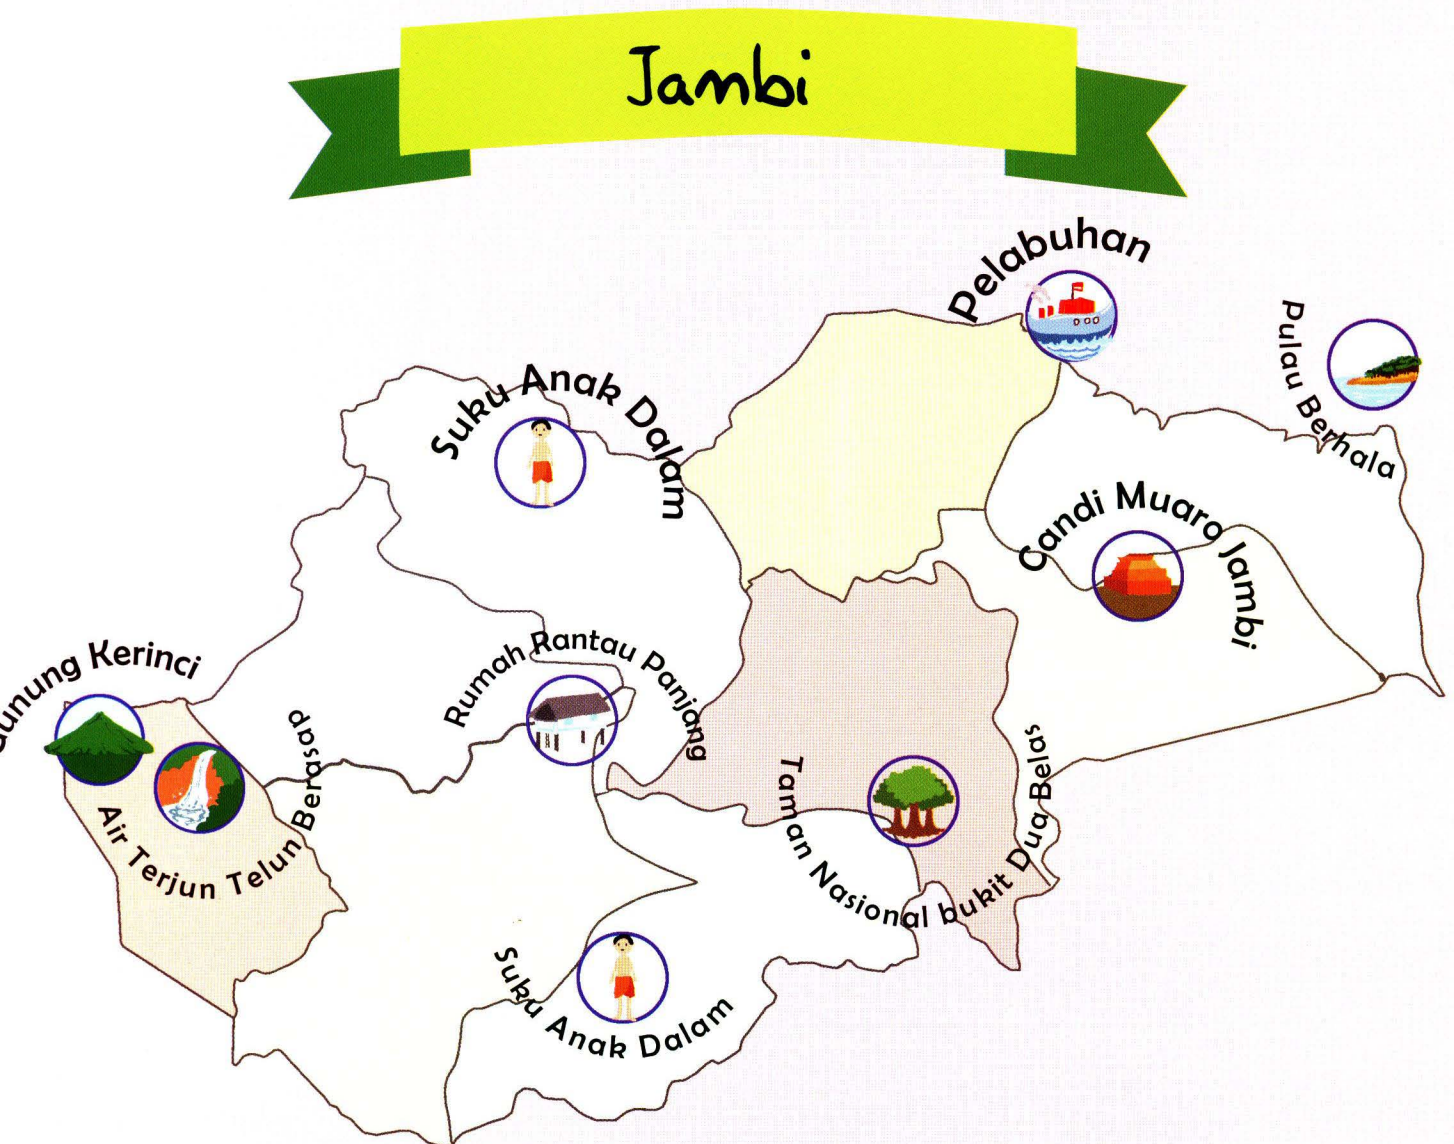 Jambi
Pelabuhan
Pulau Berhala
Suku Anak Dalam
Candi Muaro Jambi
unung Kerinci
Rumah Rantau Panjang
Air Terjun Telun Berasap
Taman Nasional bukit Dua Belas
Suku Anak Dalam